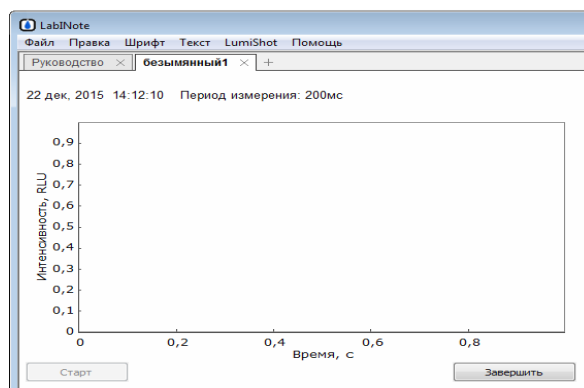 LabINote
Файл Правка Шрифт Текст LumiShot Помощь
Руководство × безымянный1 × +
22 дек, 2015 14:12:10 Период измерения: 200мс
Интенсивность, RLU
0,9
0,8
0,7
0,6
0,5
0,4
0,3
0,2
0,1
0
0 0,2 0,4 0,6 0,8
Время, с
Старт Завершить